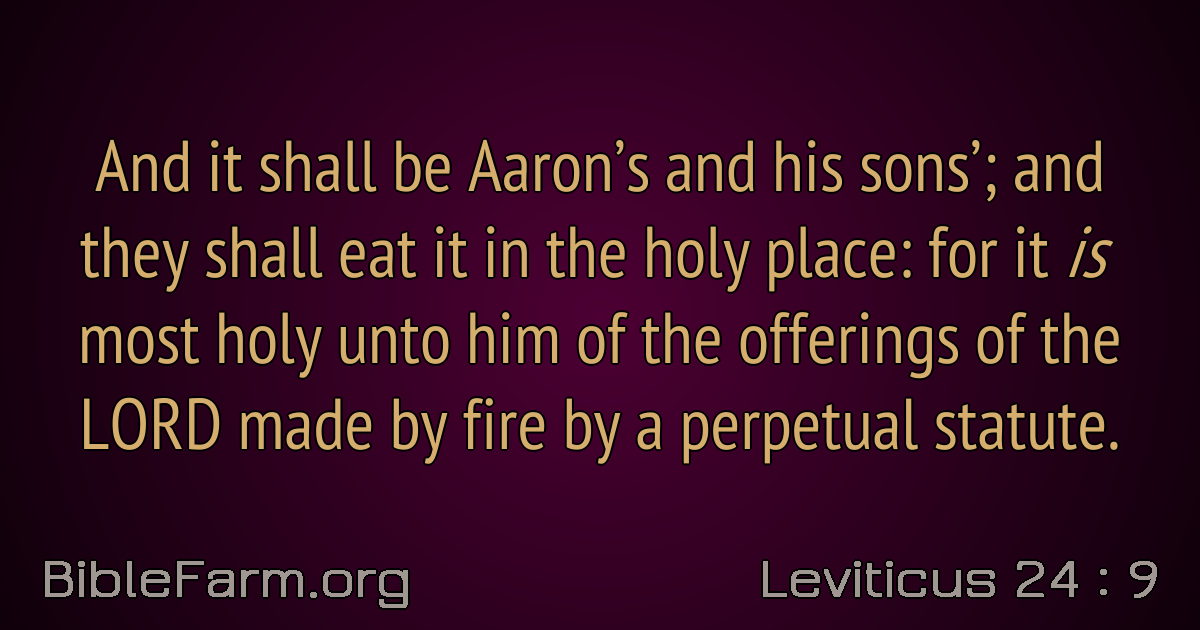 And it shall be Aaron’s and his sons’; and
they shall eat it in the holy place: for it is
most holy unto him of the offerings of the
LORD made by fire by a perpetual statute.
BibleFarm.org
Leviticus 24 : 9